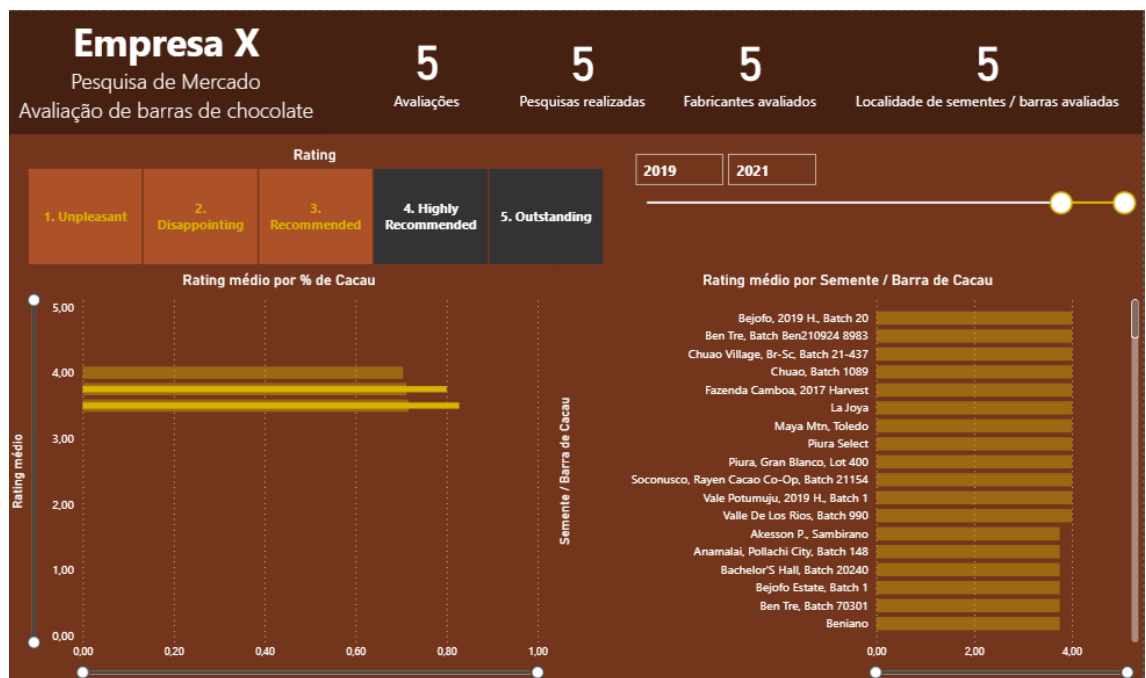 Empresa X
Pesquisa de Mercado
Avaliação de barras de chocolate
5
Avaliações
5
Pesquisas realizadas
5
Fabricantes avaliados
5
Localidade de sementes / barras avaliadas
Rating
1. Unpleasant
2.
Disappointing
3.
Recommended
4. Highly
Recommended
5. Outstanding
2019
2021
Rating médio por % de Cacau
Rating médio
5,00
4,00
3,00
2,00
1,00
0,00
0,00 0,20 0,40 0,60 0,80 1,00
Rating médio por Semente / Barra de Cacau
Semente / Barra de Cacau
Bejofo, 2019 H., Batch 20
Ben Tre, Batch Ben210924 8983
Chuao Village, Br-Sc, Batch 21-437
Chuao, Batch 1089
Fazenda Camboa, 2017 Harvest
La Joya
Maya Mtn, Toledo
Piura Select
Piura, Gran Blanco, Lot 400
Soconusco, Rayen Cacao Co-Op, Batch 21154
Vale Potumuju, 2019 H., Batch 1
Valle De Los Rios, Batch 990
Akesson P., Sambirano
Anamalai, Pollachi City, Batch 148
Bachelor'S Hall, Batch 20240
Bejofo Estate, Batch 1
Ben Tre, Batch 70301
Beniano
0,00 2,00 4,00